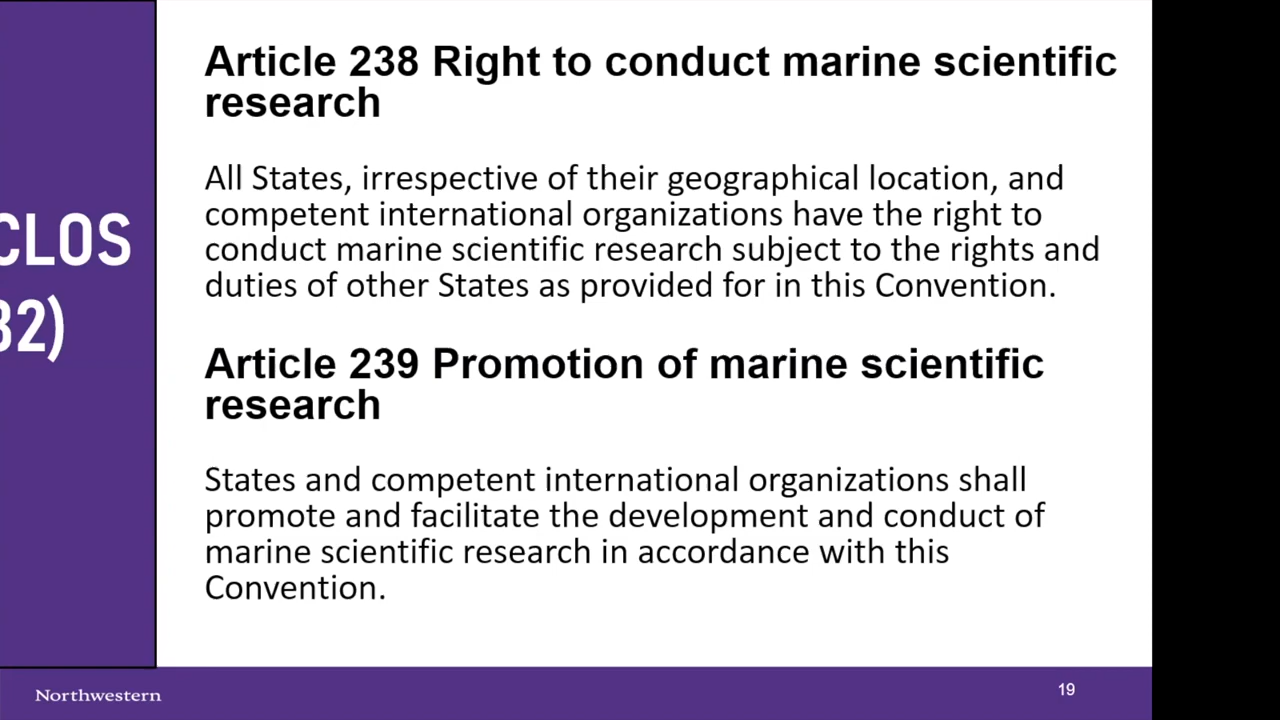 CLOS
32)
Article 238 Right to conduct marine scientific
research
All States, irrespective of their geographical location, and
competent international organizations have the right to
conduct marine scientific research subject to the rights and
duties of other States as provided for in this Convention.
Article 239 Promotion of marine scientific
research
States and competent international organizations shall
promote and facilitate the development and conduct of
marine scientific research in accordance with this
Convention.
Northwestern
19